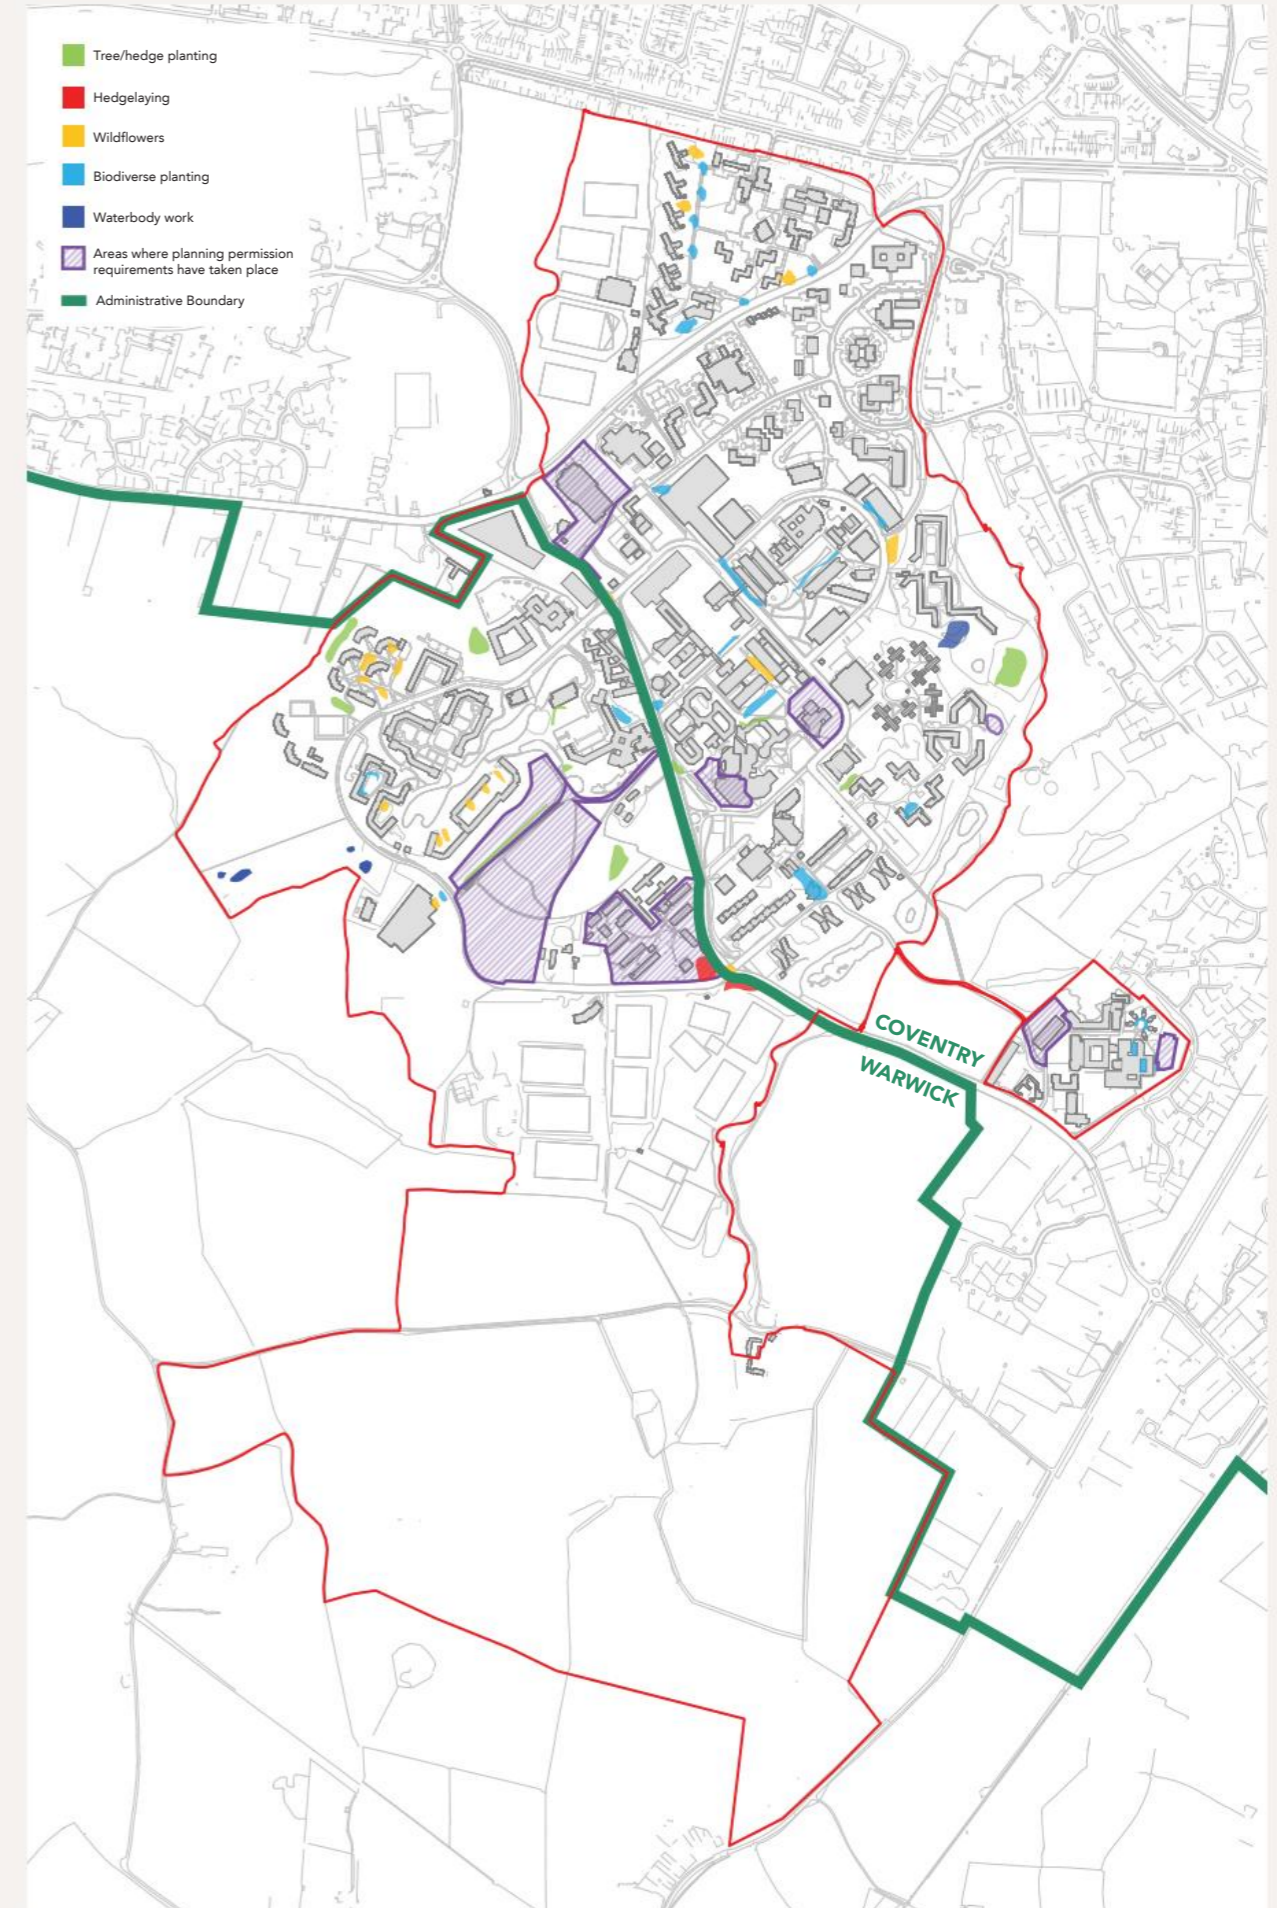 Tree/hedge planting
Hedgelaying
Wildflowers
Biodiverse planting
Waterbody work
Areas where planning permission
requirements have taken place
Administrative Boundary
COVENTRY
WARWICK